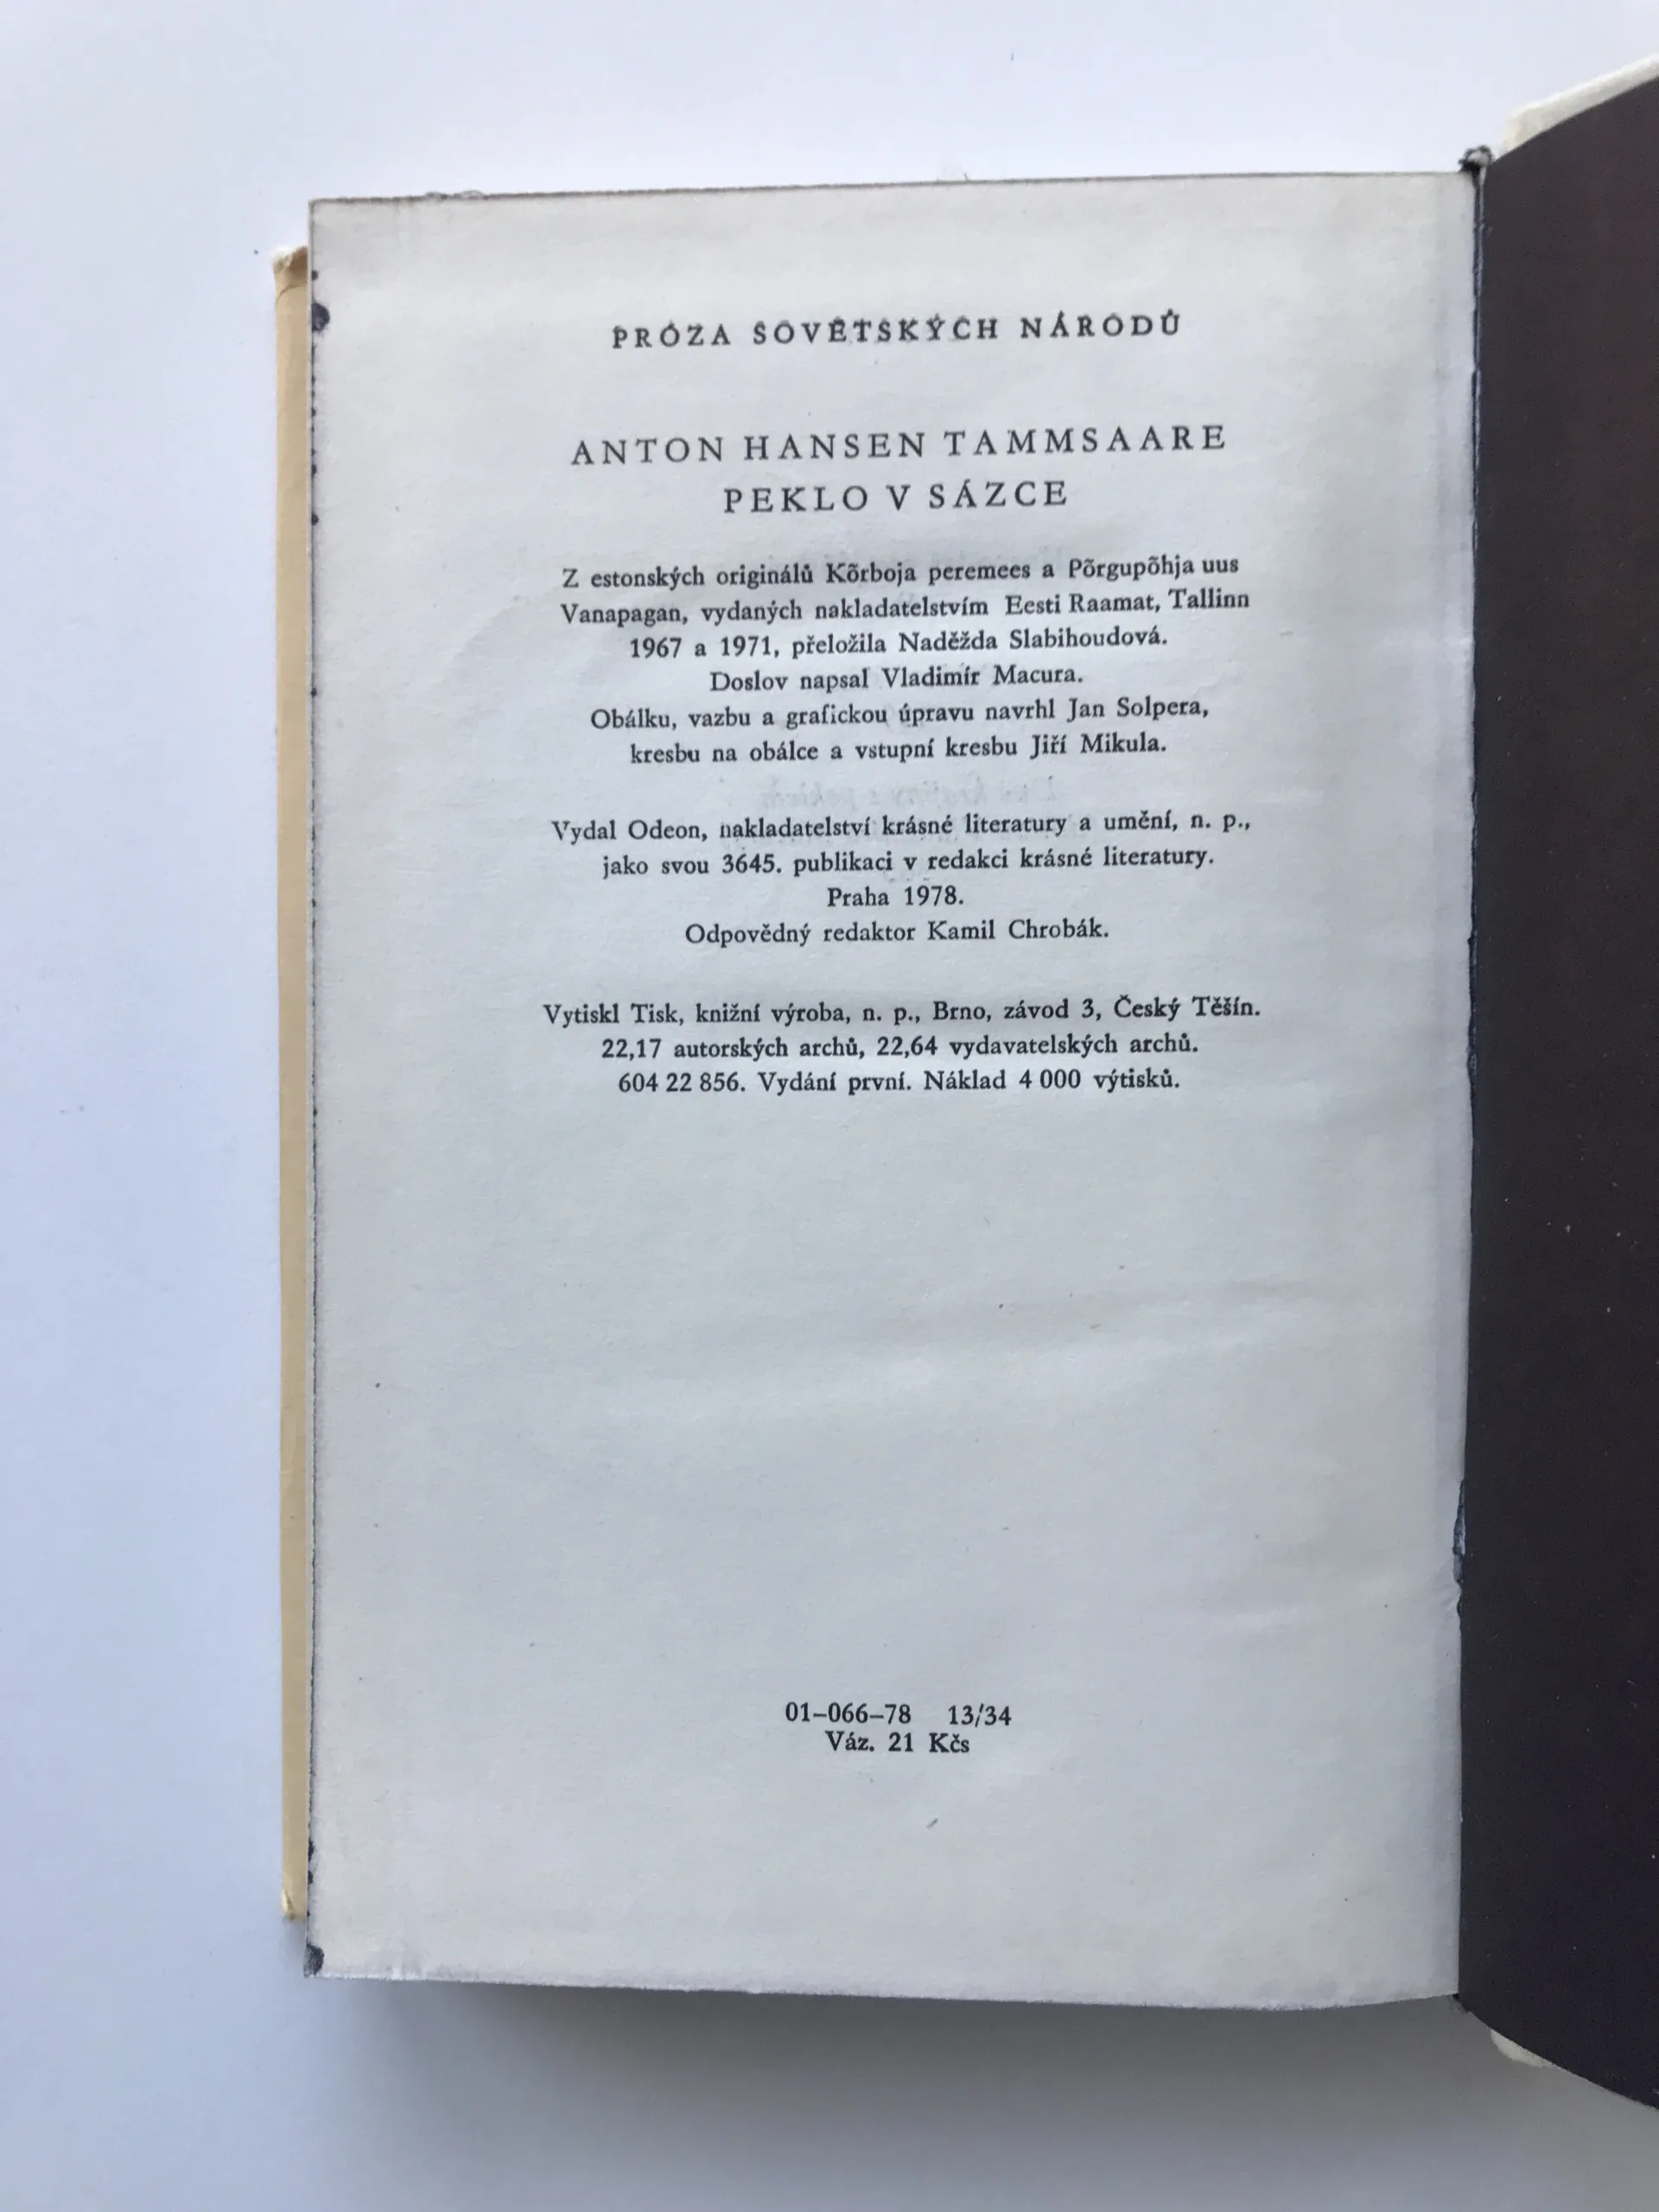 PRÓZA SOVĚTSKÝCH NÁRODŮ
ANTON HANSEN TAMMSAARE
PEKLO V SÁZCE
Z estonských originálů Kõrboja peremees a Põrgupõhja uus
Vanapagan, vydaných nakladatelstvím Eesti Raamat, Tallinn
1967 a 1971, přeložila Naděžda Slabihoudová.
Doslov napsal Vladimír Macura.
Obálku, vazbu a grafickou úpravu navrhl Jan Solpera,
kresbu na obálce a vstupní kresbu Jiří Mikula.
Vydal Odeon, nakladatelství krásné literatury a umění, n. p.,
jako svou 3645. publikaci v redakci krásné literatury.
Praha 1978.
Odpovědný redaktor Kamil Chrobák.
Vytiskl Tisk, knižní výroba, n. p., Brno, závod 3, Český Těšín.
22,17 autorských archů, 22,64 vydavatelských archů.
604 22 856. Vydání první. Náklad 4 000 výtisků.
01–066–78 13/34
Váz. 21 Kčs